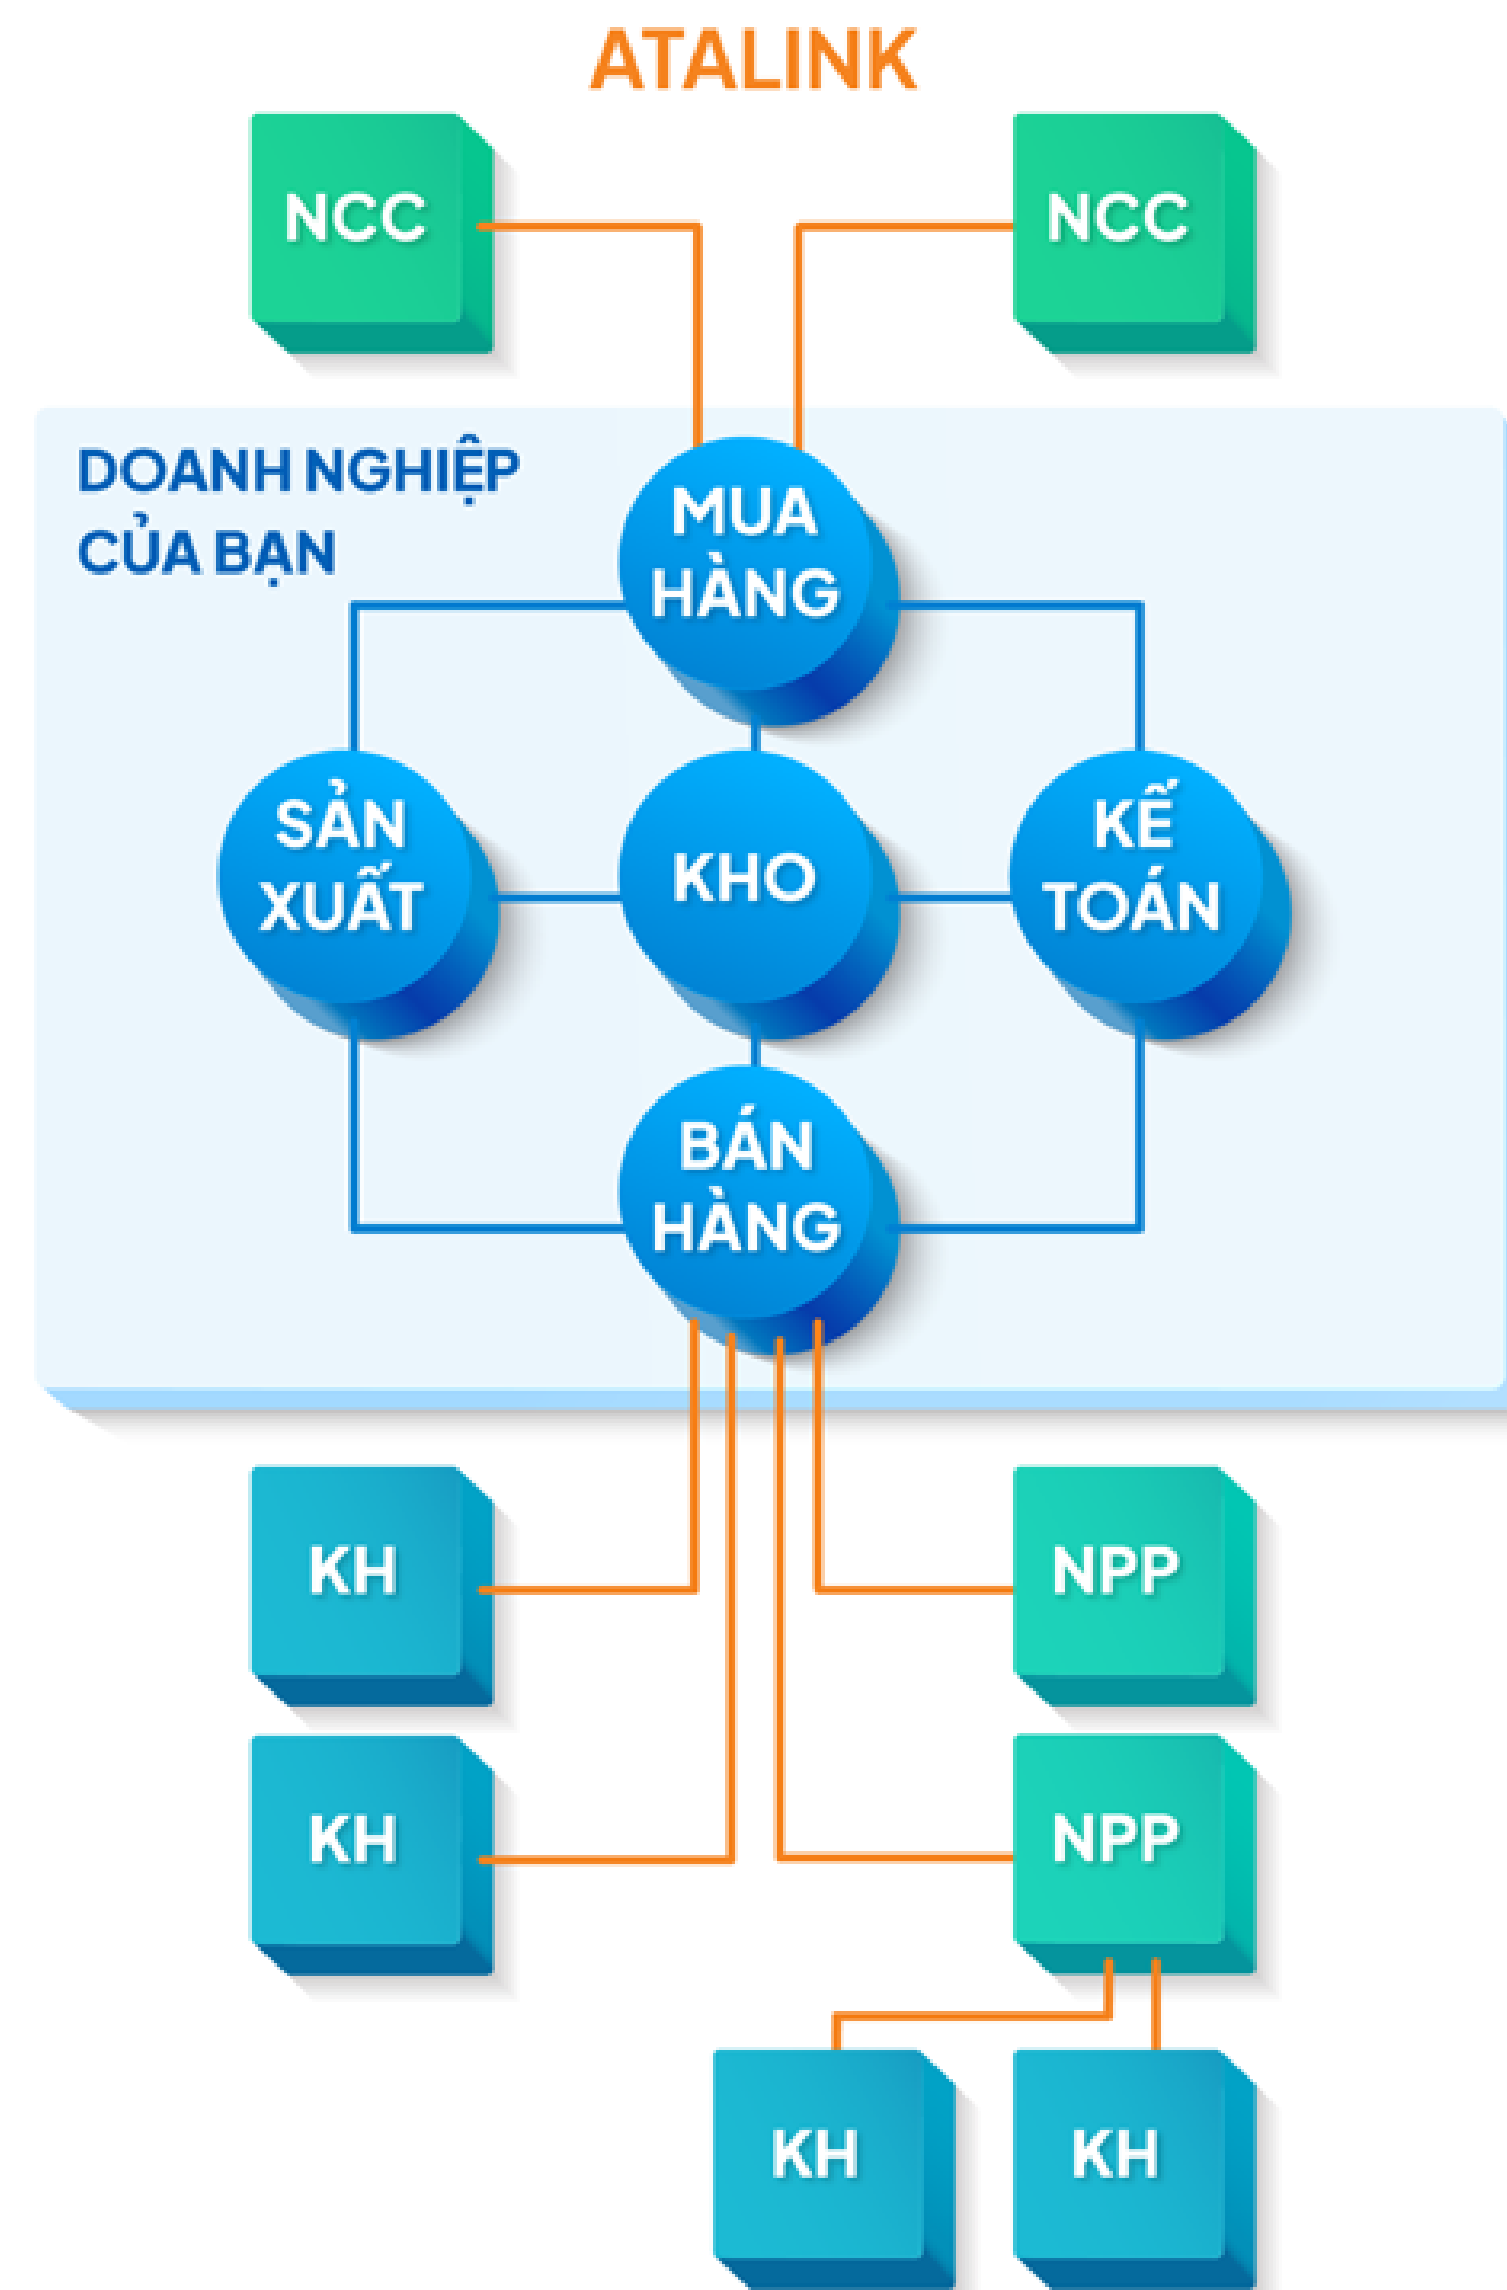 ATALINK
NCC
NCC
DOANH NGHIỆP
CỦA BẠN
MUA
HÀNG
SẢN
XUẤT
KHO
KẾ
TOÁN
BÁN
HÀNG
KH
NPP
KH
NPP
KH
KH